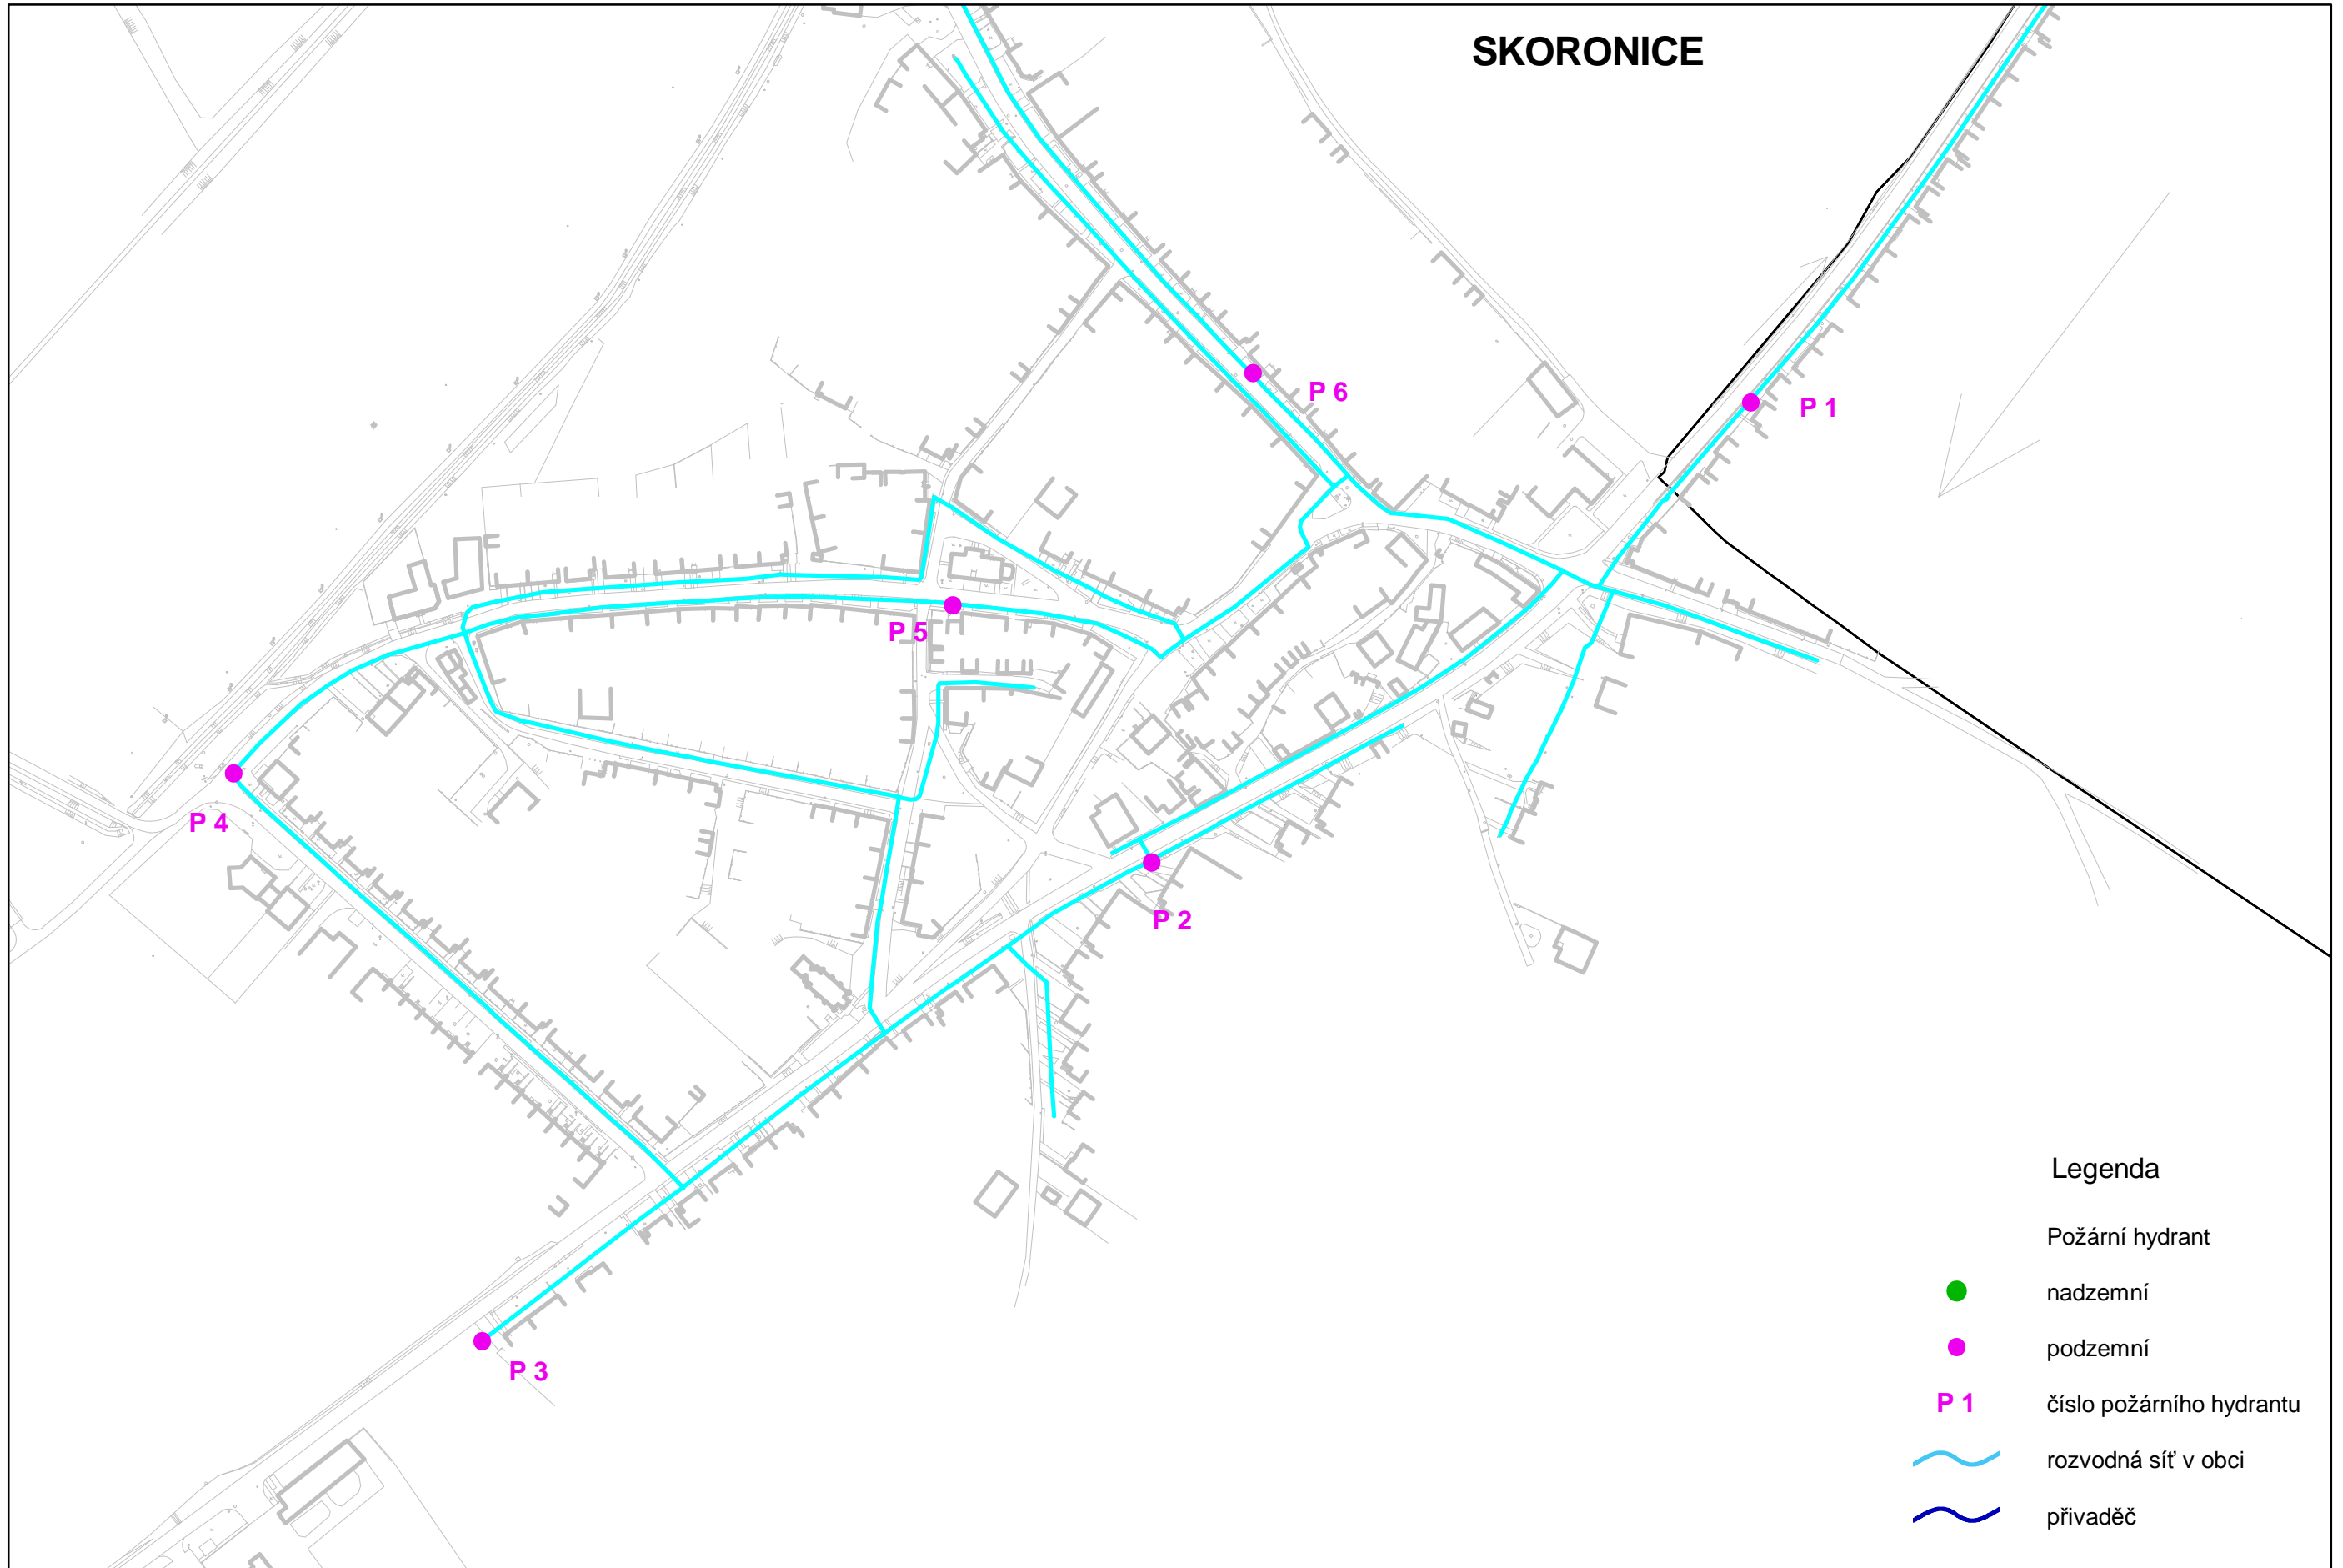 SKORONICE
P 6
P 1
P 5
P 4
P 2
P 3
Legenda
Požární hydrant
nadzemní
podzemní
P 1 číslo požárního hydrantu
rozvodná síť v obci
přivaděč